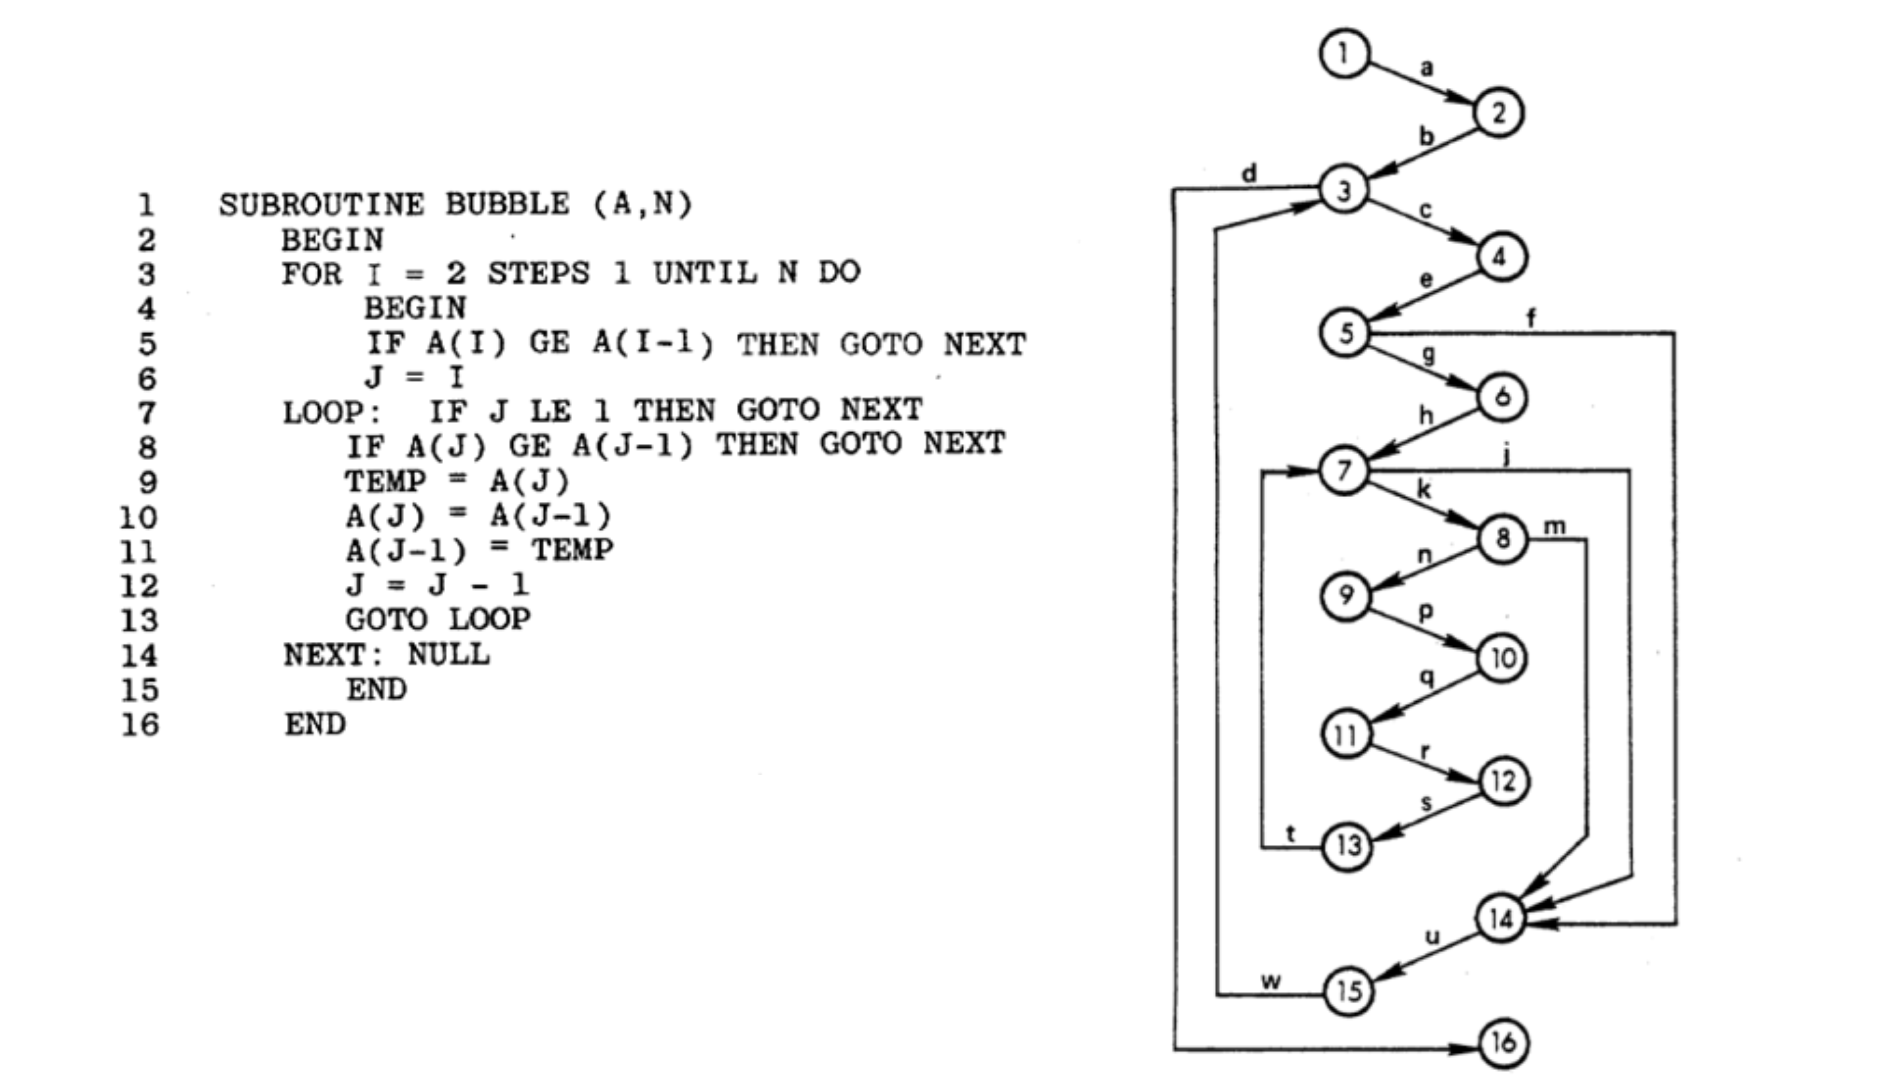 1 SUBROUTINE BUBBLE (A,N)
2 BEGIN
3 FOR I = 2 STEPS 1 UNTIL N DO
4 BEGIN
5 IF A(I) GE A(I-1) THEN GOTO NEXT
6 J = I
7 LOOP: IF J LE 1 THEN GOTO NEXT
8 IF A(J) GE A(J-1) THEN GOTO NEXT
9 TEMP = A(J)
10 A(J) = A(J-1)
11 A(J-1) = TEMP
12 J = J - 1
13 GOTO LOOP
14 NEXT: NULL
15 END
16 END
1
a
2
b
d
3
c
4
e
5
f
g
6
h
7
j
k
8
m
n
9
p
10
q
11
r
12
s
t
13
14
u
w
15
16